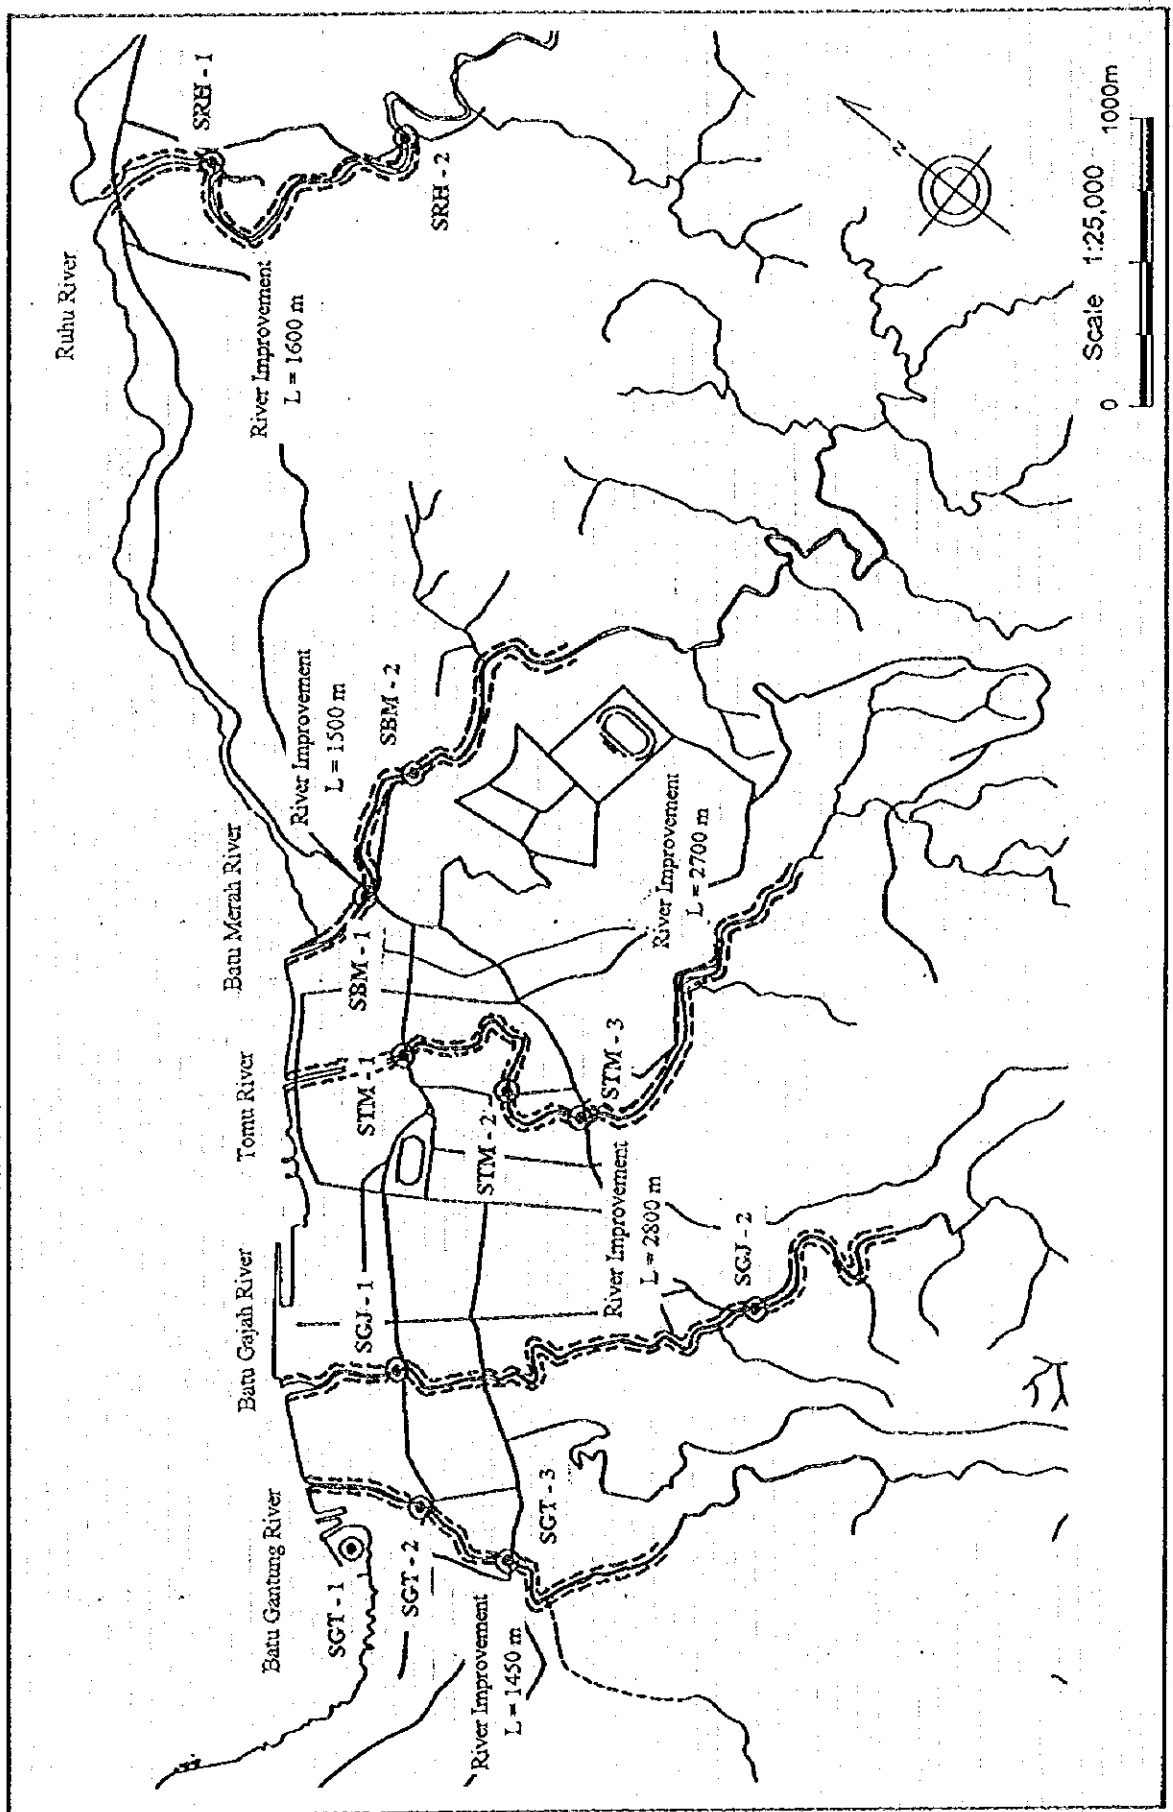 Batu Gantung River
Batu Gajah River
Tomu River
Batu Merah River
Ruhu River
SGT - 1
SGT - 2
SGT - 3
River Improvement
L = 1450 m
SGJ - 1
SGJ - 2
River Improvement
L = 2800 m
STM - 1
STM - 2
STM - 3
River Improvement
L = 2700 m
SBM - 1
SBM - 2
River Improvement
L = 1500 m
SRH - 1
SRH - 2
River Improvement
L = 1600 m
N
Scale 1:25,000
0 1000m